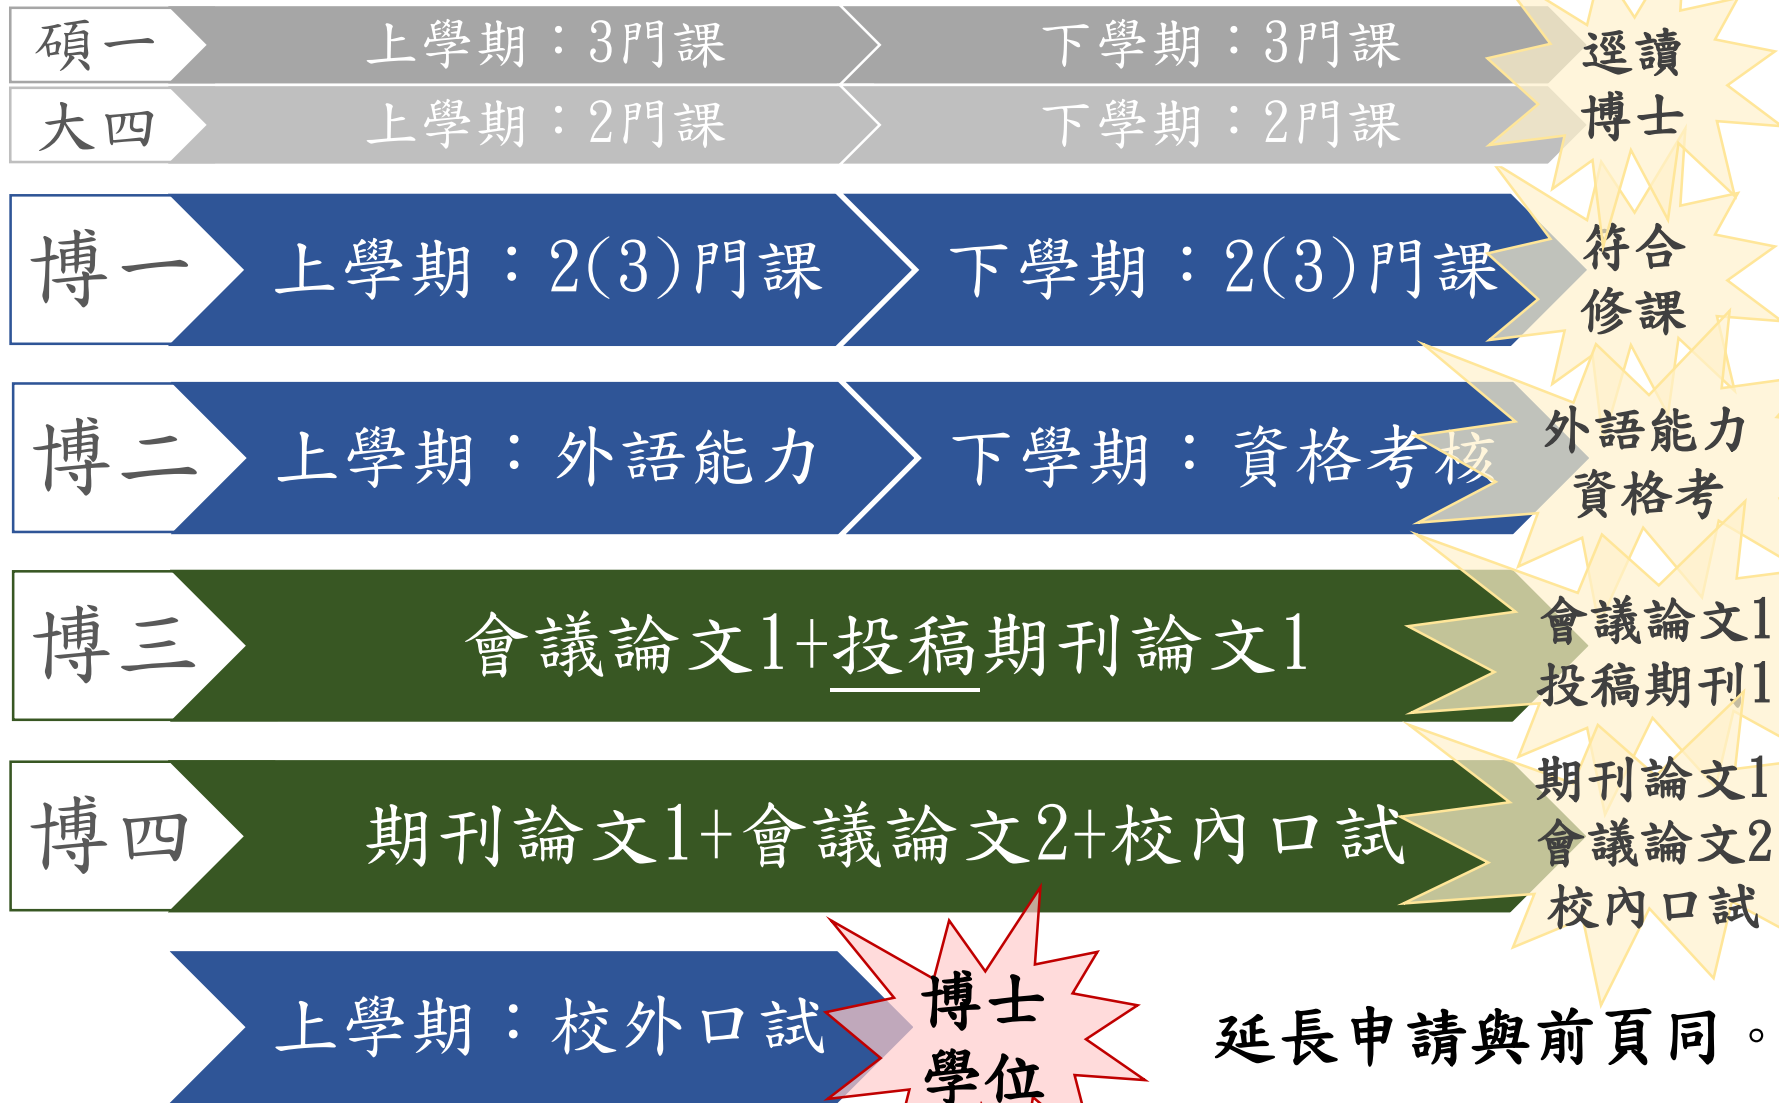 碩一 上學期：3門課 下學期：3門課
逕讀
博士
大四 上學期：2門課 下學期：2門課
博一 上學期：2(3)門課 下學期：2(3)門課
符合
修課
博二 上學期：外語能力 下學期：資格考核
外語能力
資格考
博三 會議論文1+投稿期刊論文1
會議論文1
投稿期刊1
博四 期刊論文1+會議論文2+校內口試
期刊論文1
會議論文2
校內口試
上學期：校外口試
博士
學位
延長申請與前頁同。